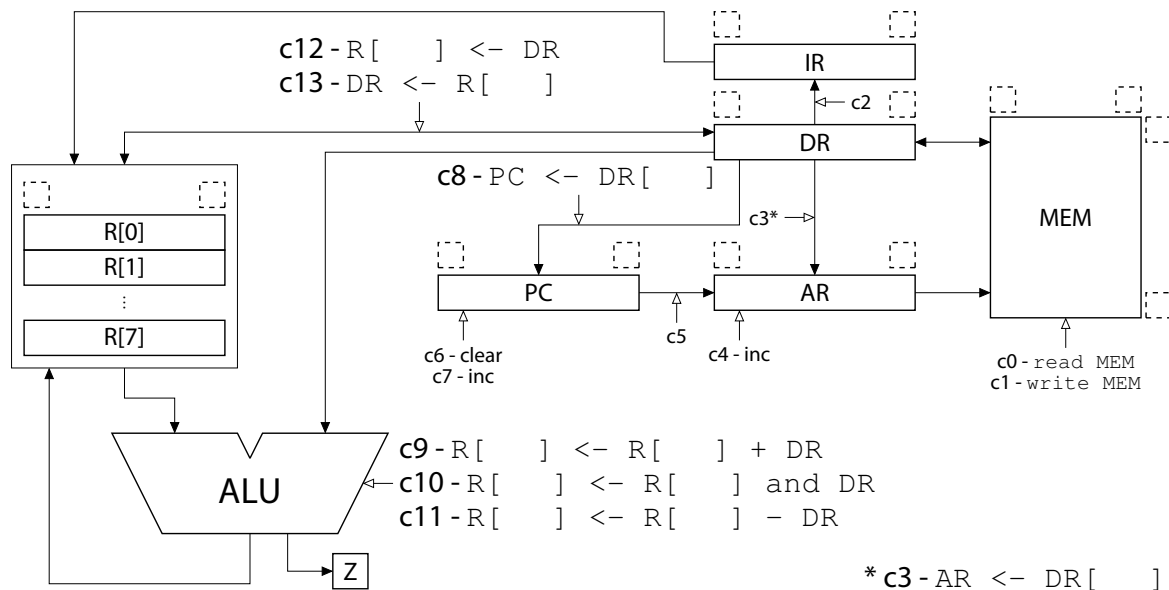 c12 - R[   ] <- DR
c13 - DR <- R[   ]
IR
c2
DR
c8 - PC <- DR[   ]
c3*
MEM
R[0]
R[1]
⋮
R[7]
PC
AR
c5
c6 - clear
c7 - inc
c4 - inc
c0 - read MEM
c1 - write MEM
ALU
c9 - R[   ] <- R[   ] + DR
c10 - R[   ] <- R[   ] and DR
c11 - R[   ] <- R[   ] - DR
Z
* c3 - AR <- DR[   ]